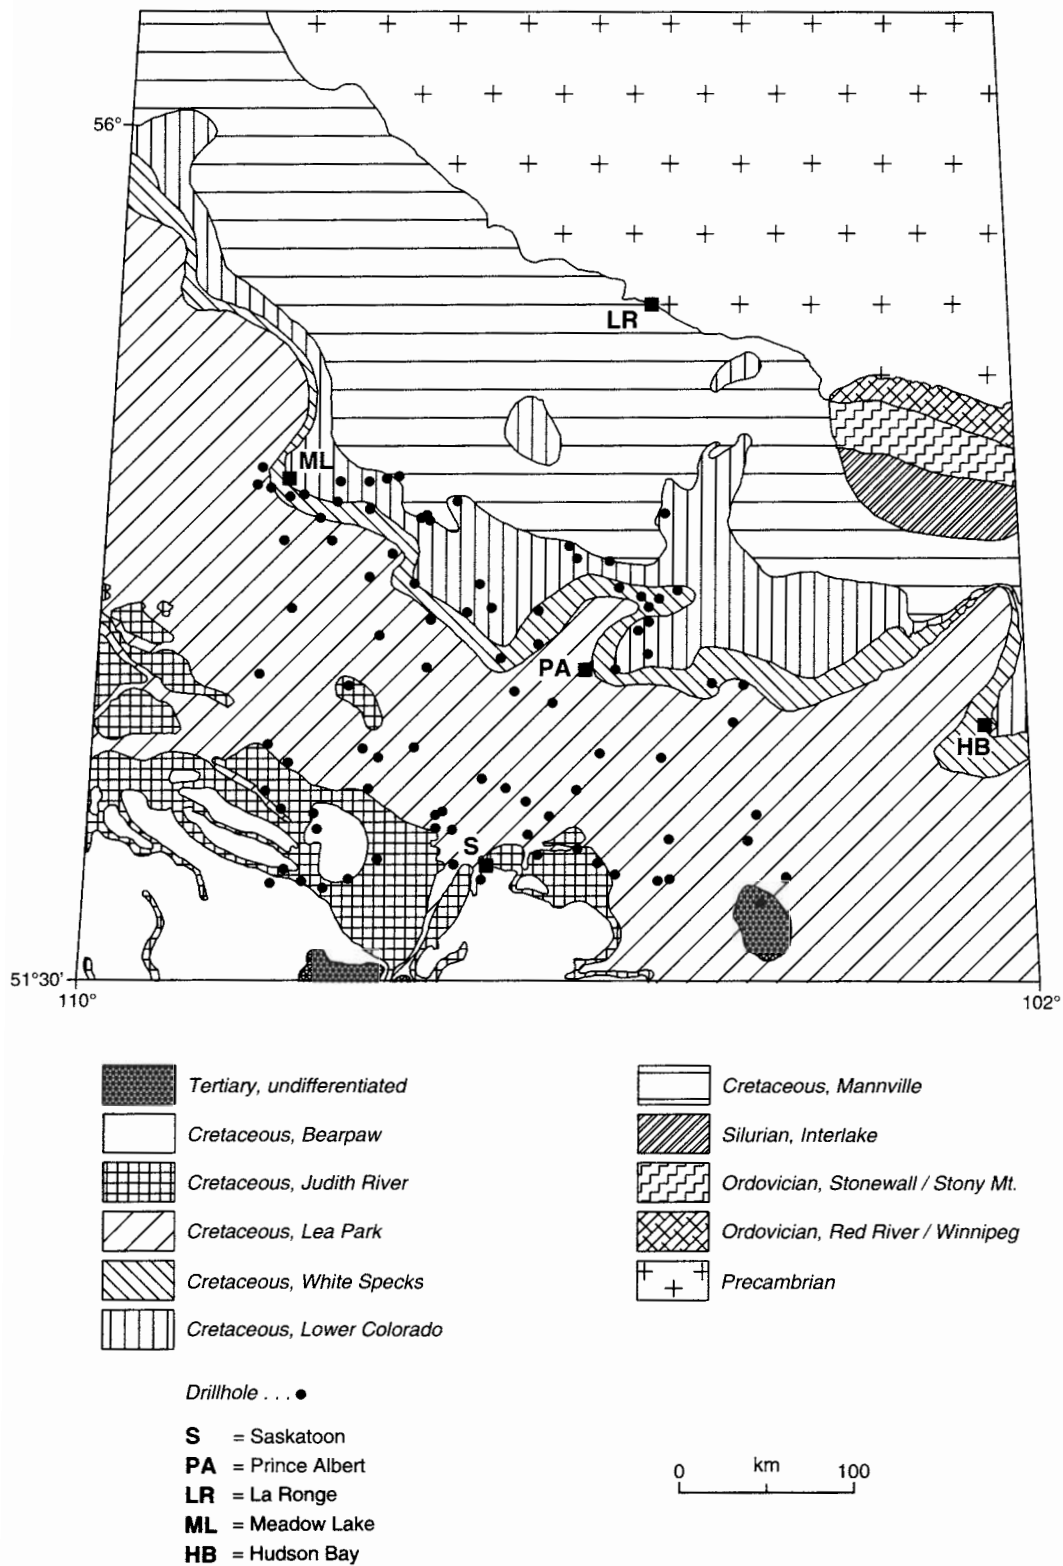 56°
LR
ML
PA
HB
S
51°30'
110°
102°
Tertiary, undifferentiated
Cretaceous, Bearpaw
Cretaceous, Judith River
Cretaceous, Lea Park
Cretaceous, White Specks
Cretaceous, Lower Colorado
Cretaceous, Mannville
Silurian, Interlake
Ordovician, Stonewall / Stony Mt.
Ordovician, Red River / Winnipeg
Precambrian
Drillhole . . .
S = Saskatoon
PA = Prince Albert
LR = La Ronge
ML = Meadow Lake
HB = Hudson Bay
0 km 100